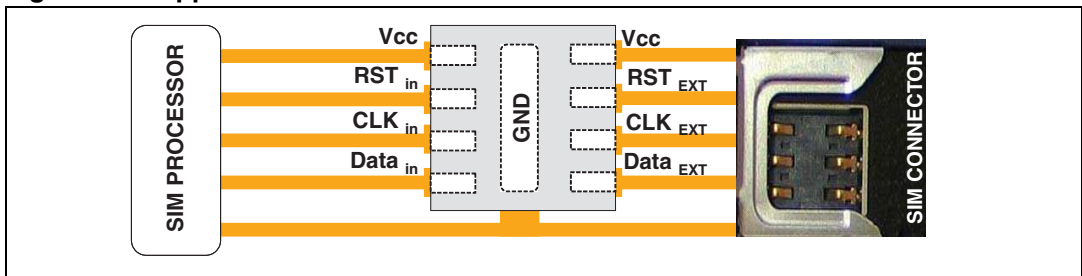 SIM PROCESSOR
Vcc
RST in
CLK in
Data in
GND
Vcc
RST EXT
CLK EXT
Data EXT
SIM CONNECTOR